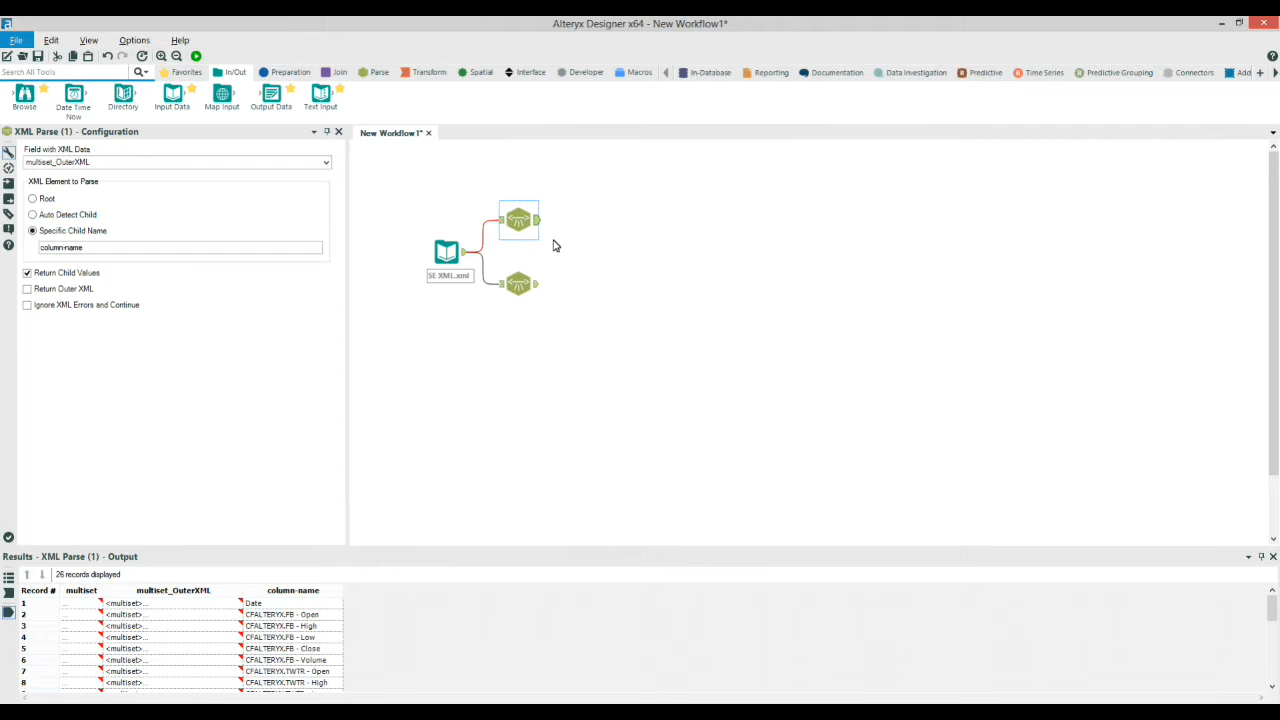 Alteryx Designer x64 - New Workflow1*
File Edit View Options Help
Search All Tools Favorites In/Out Preparation Join Parse Transform Spatial Interface Developer Macros In-Database Reporting Documentation Data Investigation Predictive Time Series Predictive Grouping Connectors Add
Browse Date Time Now Directory Input Data Map Input Output Data Text Input
XML Parse (1) - Configuration
New Workflow1*
Field with XML Data
multiset_OuterXML
XML Element to Parse
Root
Auto Detect Child
Specific Child Name
column-name
Return Child Values
Return Outer XML
Ignore XML Errors and Continue
SE XML.xml
Results - XML Parse (1) - Output
26 records displayed
Record # multiset multiset_OuterXML column-name
1 ... <multiset>... Date
2 ... <multiset>... CFALTERYX.FB - Open
3 ... <multiset>... CFALTERYX.FB - High
4 ... <multiset>... CFALTERYX.FB - Low
5 ... <multiset>... CFALTERYX.FB - Close
6 ... <multiset>... CFALTERYX.FB - Volume
7 ... <multiset>... CFALTERYX.TWTR - Open
8 ... <multiset>... CFALTERYX.TWTR - High